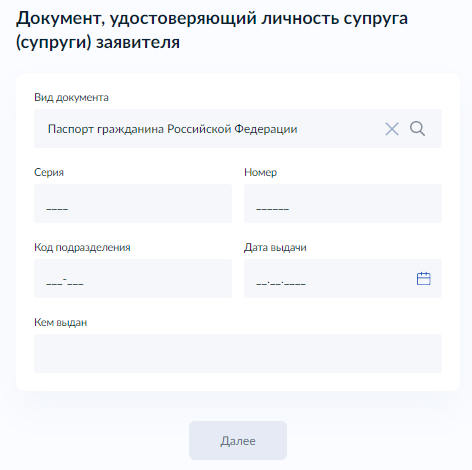 Документ, удостоверяющий личность супруга
(супруги) заявителя
Вид документа
Паспорт гражданина Российской Федерации
Серия
Номер
____
______
Код подразделения
Дата выдачи
___-___
__.__.____
Кем выдан
Далее